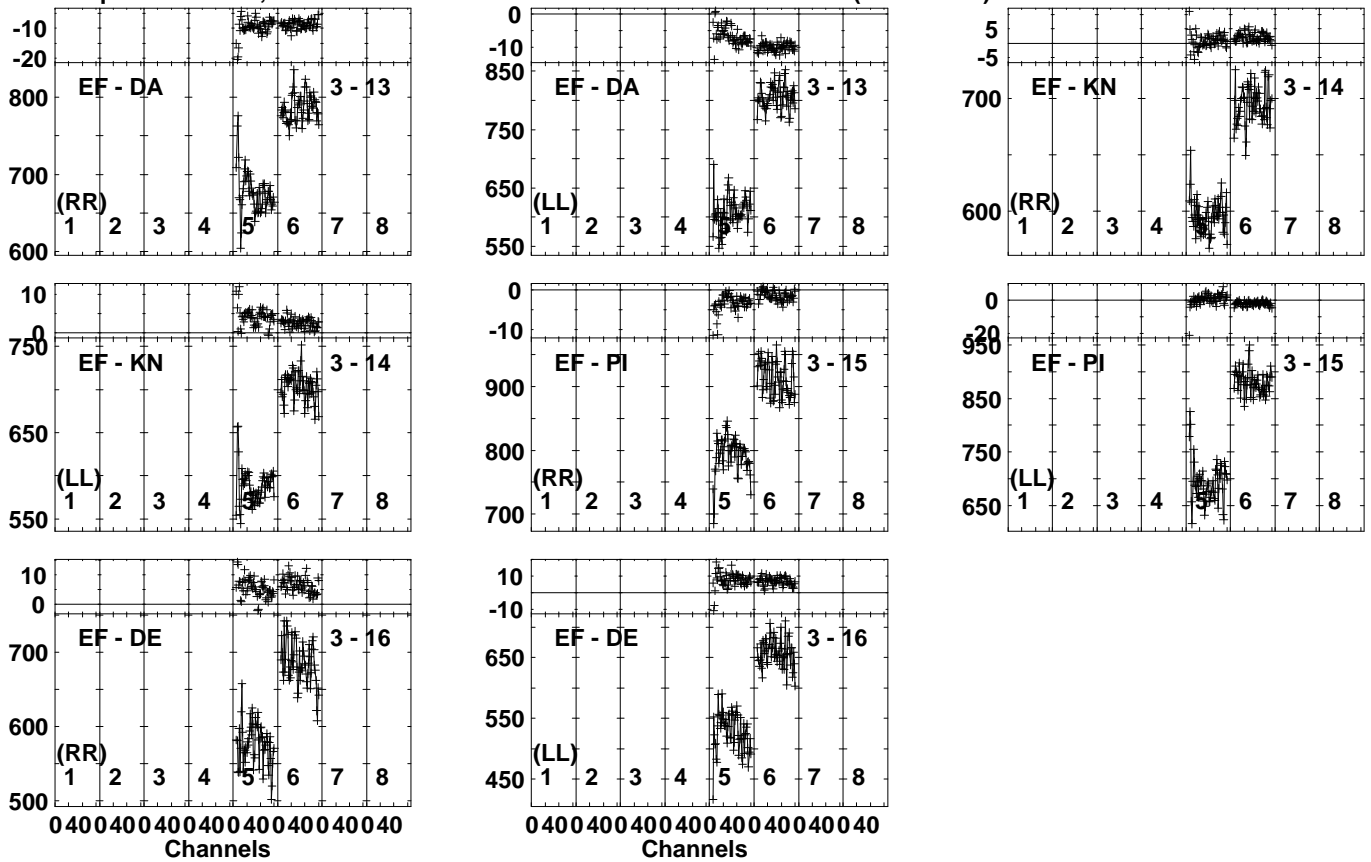 -10
-20
EF - DA 3 - 13
800
700
600
(RR)
1 2 3 4 5 6 7 8
0
-10
EF - DA 3 - 13
850
750
650
550
(LL)
1 2 3 4 5 6 7 8
5
-5
EF - KN 3 - 14
700
600
(RR)
1 2 3 4 5 6 7 8
10
0
EF - KN 3 - 14
750
650
550
(LL)
1 2 3 4 5 6 7 8
0
-10
EF - PI 3 - 15
900
800
700
(RR)
1 2 3 4 5 6 7 8
0
-20
EF - PI 3 - 15
950
850
750
650
(LL)
1 2 3 4 5 6 7 8
10
0
EF - DE 3 - 16
700
600
500
(RR)
1 2 3 4 5 6 7 8
0 40 0 40 0 40 0 40 0 40 0 40 0 40 0 40
Channels
10
-10
EF - DE 3 - 16
650
550
450
(LL)
1 2 3 4 5 6 7 8
0 40 0 40 0 40 0 40 0 40 0 40 0 40 0 40
Channels